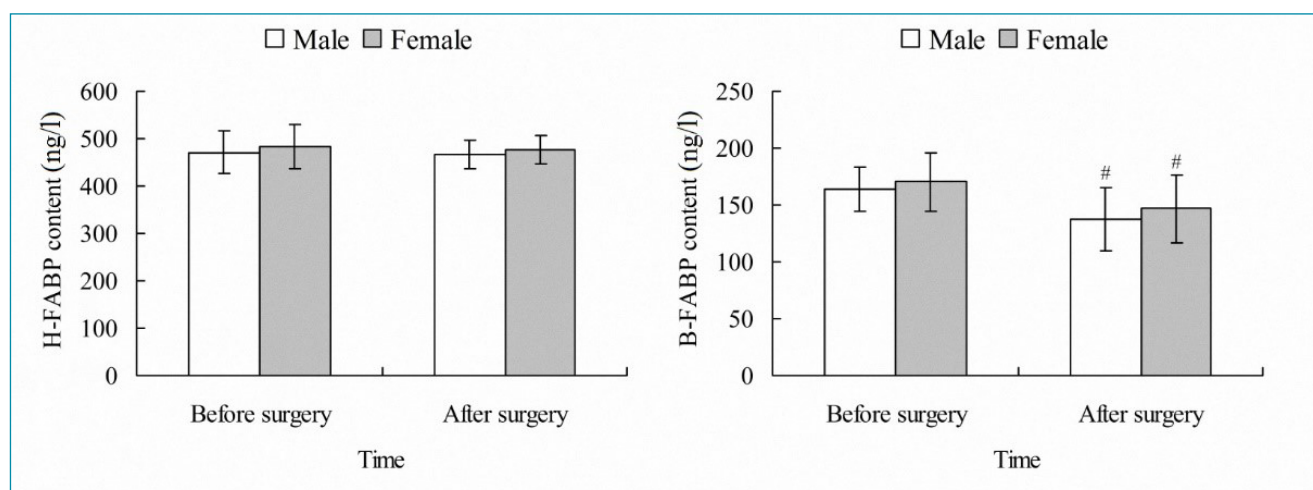 Male Female
H-FABP content (ng/l)
600
500
400
300
200
100
0
Before surgery After surgery
Time
Male Female
B-FABP content (ng/l)
250
200
150
100
50
0
# #
Before surgery After surgery
Time